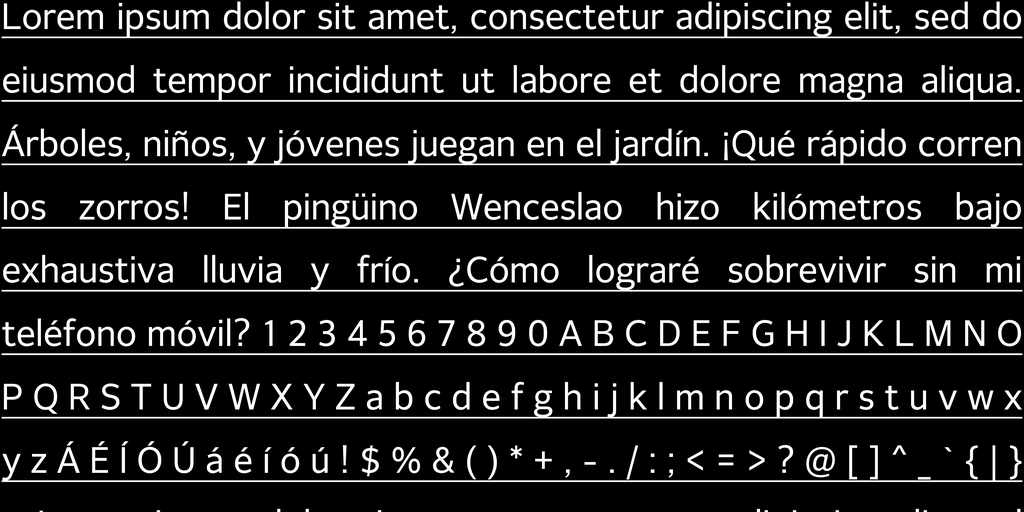 Lorem ipsum dolor sit amet, consectetur adipiscing elit, sed do
eiusmod tempor incididunt ut labore et dolore magna aliqua.
Árboles, niños, y jóvenes juegan en el jardín. ¡Qué rápido corren
los zorros! El pingüino Wenceslao hizo kilómetros bajo
exhaustiva lluvia y frío. ¿Cómo lograré sobrevivir sin mi
teléfono móvil? 1 2 3 4 5 6 7 8 9 0 A B C D E F G H I J K L M N O
P Q R S T U V W X Y Z a b c d e f g h i j k l m n o p q r s t u v w x
y z Á É Í Ó Ú á é í ó ú ! $ % & ( ) * + , - . / : ; < = > ? @ [ ] ^ _ ` { | }